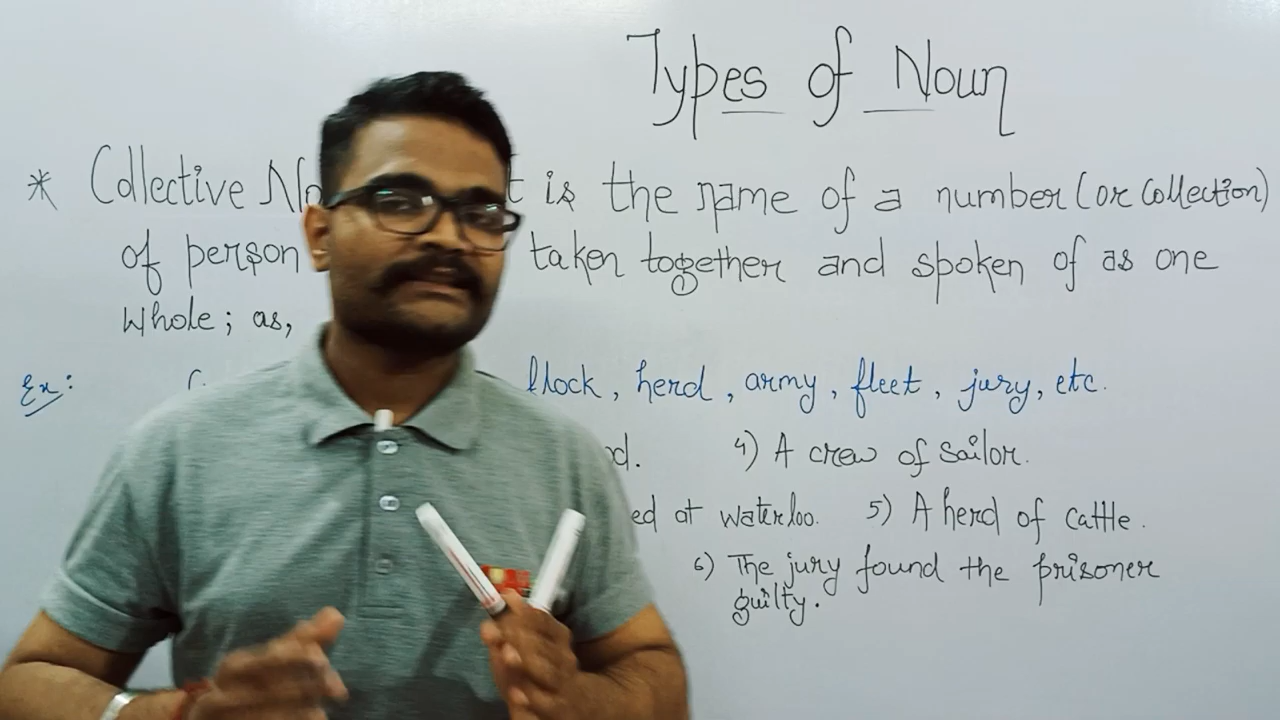 Types of Noun
* Collective is the name of a number (or Collection)
of person taken together and spoken of as one
whole; as,
Ex: flock, herd, army, fleet, jury, etc.
4) A crew of sailor.
ed at waterloo. 5) A herd of cattle.
6) The jury found the prisoner
guilty.